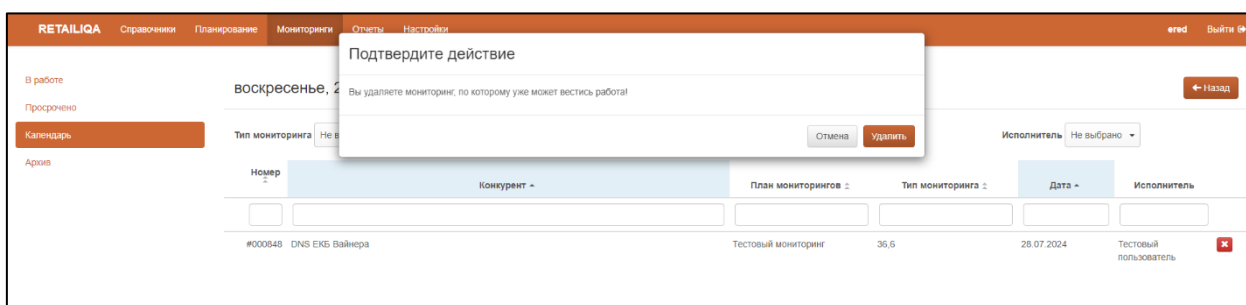 RETAILIQA Справочники Планирование Мониторинги Отчеты Настройки ered Выйти
Подтвердите действие
В работе
воскресенье, 2
Вы удаляете мониторинг, по которому уже может вестись работа!
Назад
Просрочено
Календарь
Тип мониторинга Не в
Отмена Удалить
Исполнитель Не выбрано
Архив
Номер Конкурент План мониторингов Тип мониторинга Дата Исполнитель
#000848 DNS ЕКБ Вайнера Тестовый мониторинг 36,6 28.07.2024 Тестовый
пользователь